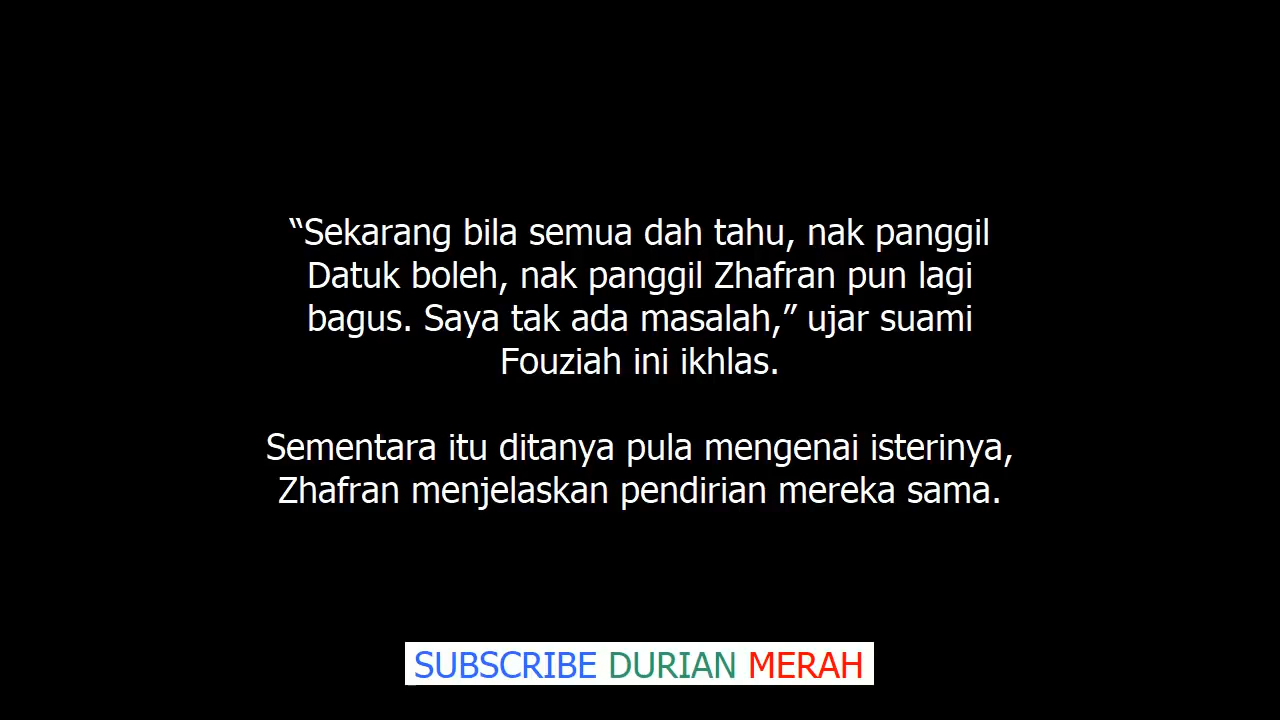 “Sekarang bila semua dah tahu, nak panggil
Datuk boleh, nak panggil Zhafran pun lagi
bagus. Saya tak ada masalah,” ujar suami
Fouziah ini ikhlas.
Sementara itu ditanya pula mengenai isterinya,
Zhafran menjelaskan pendirian mereka sama.
SUBSCRIBE DURIAN MERAH